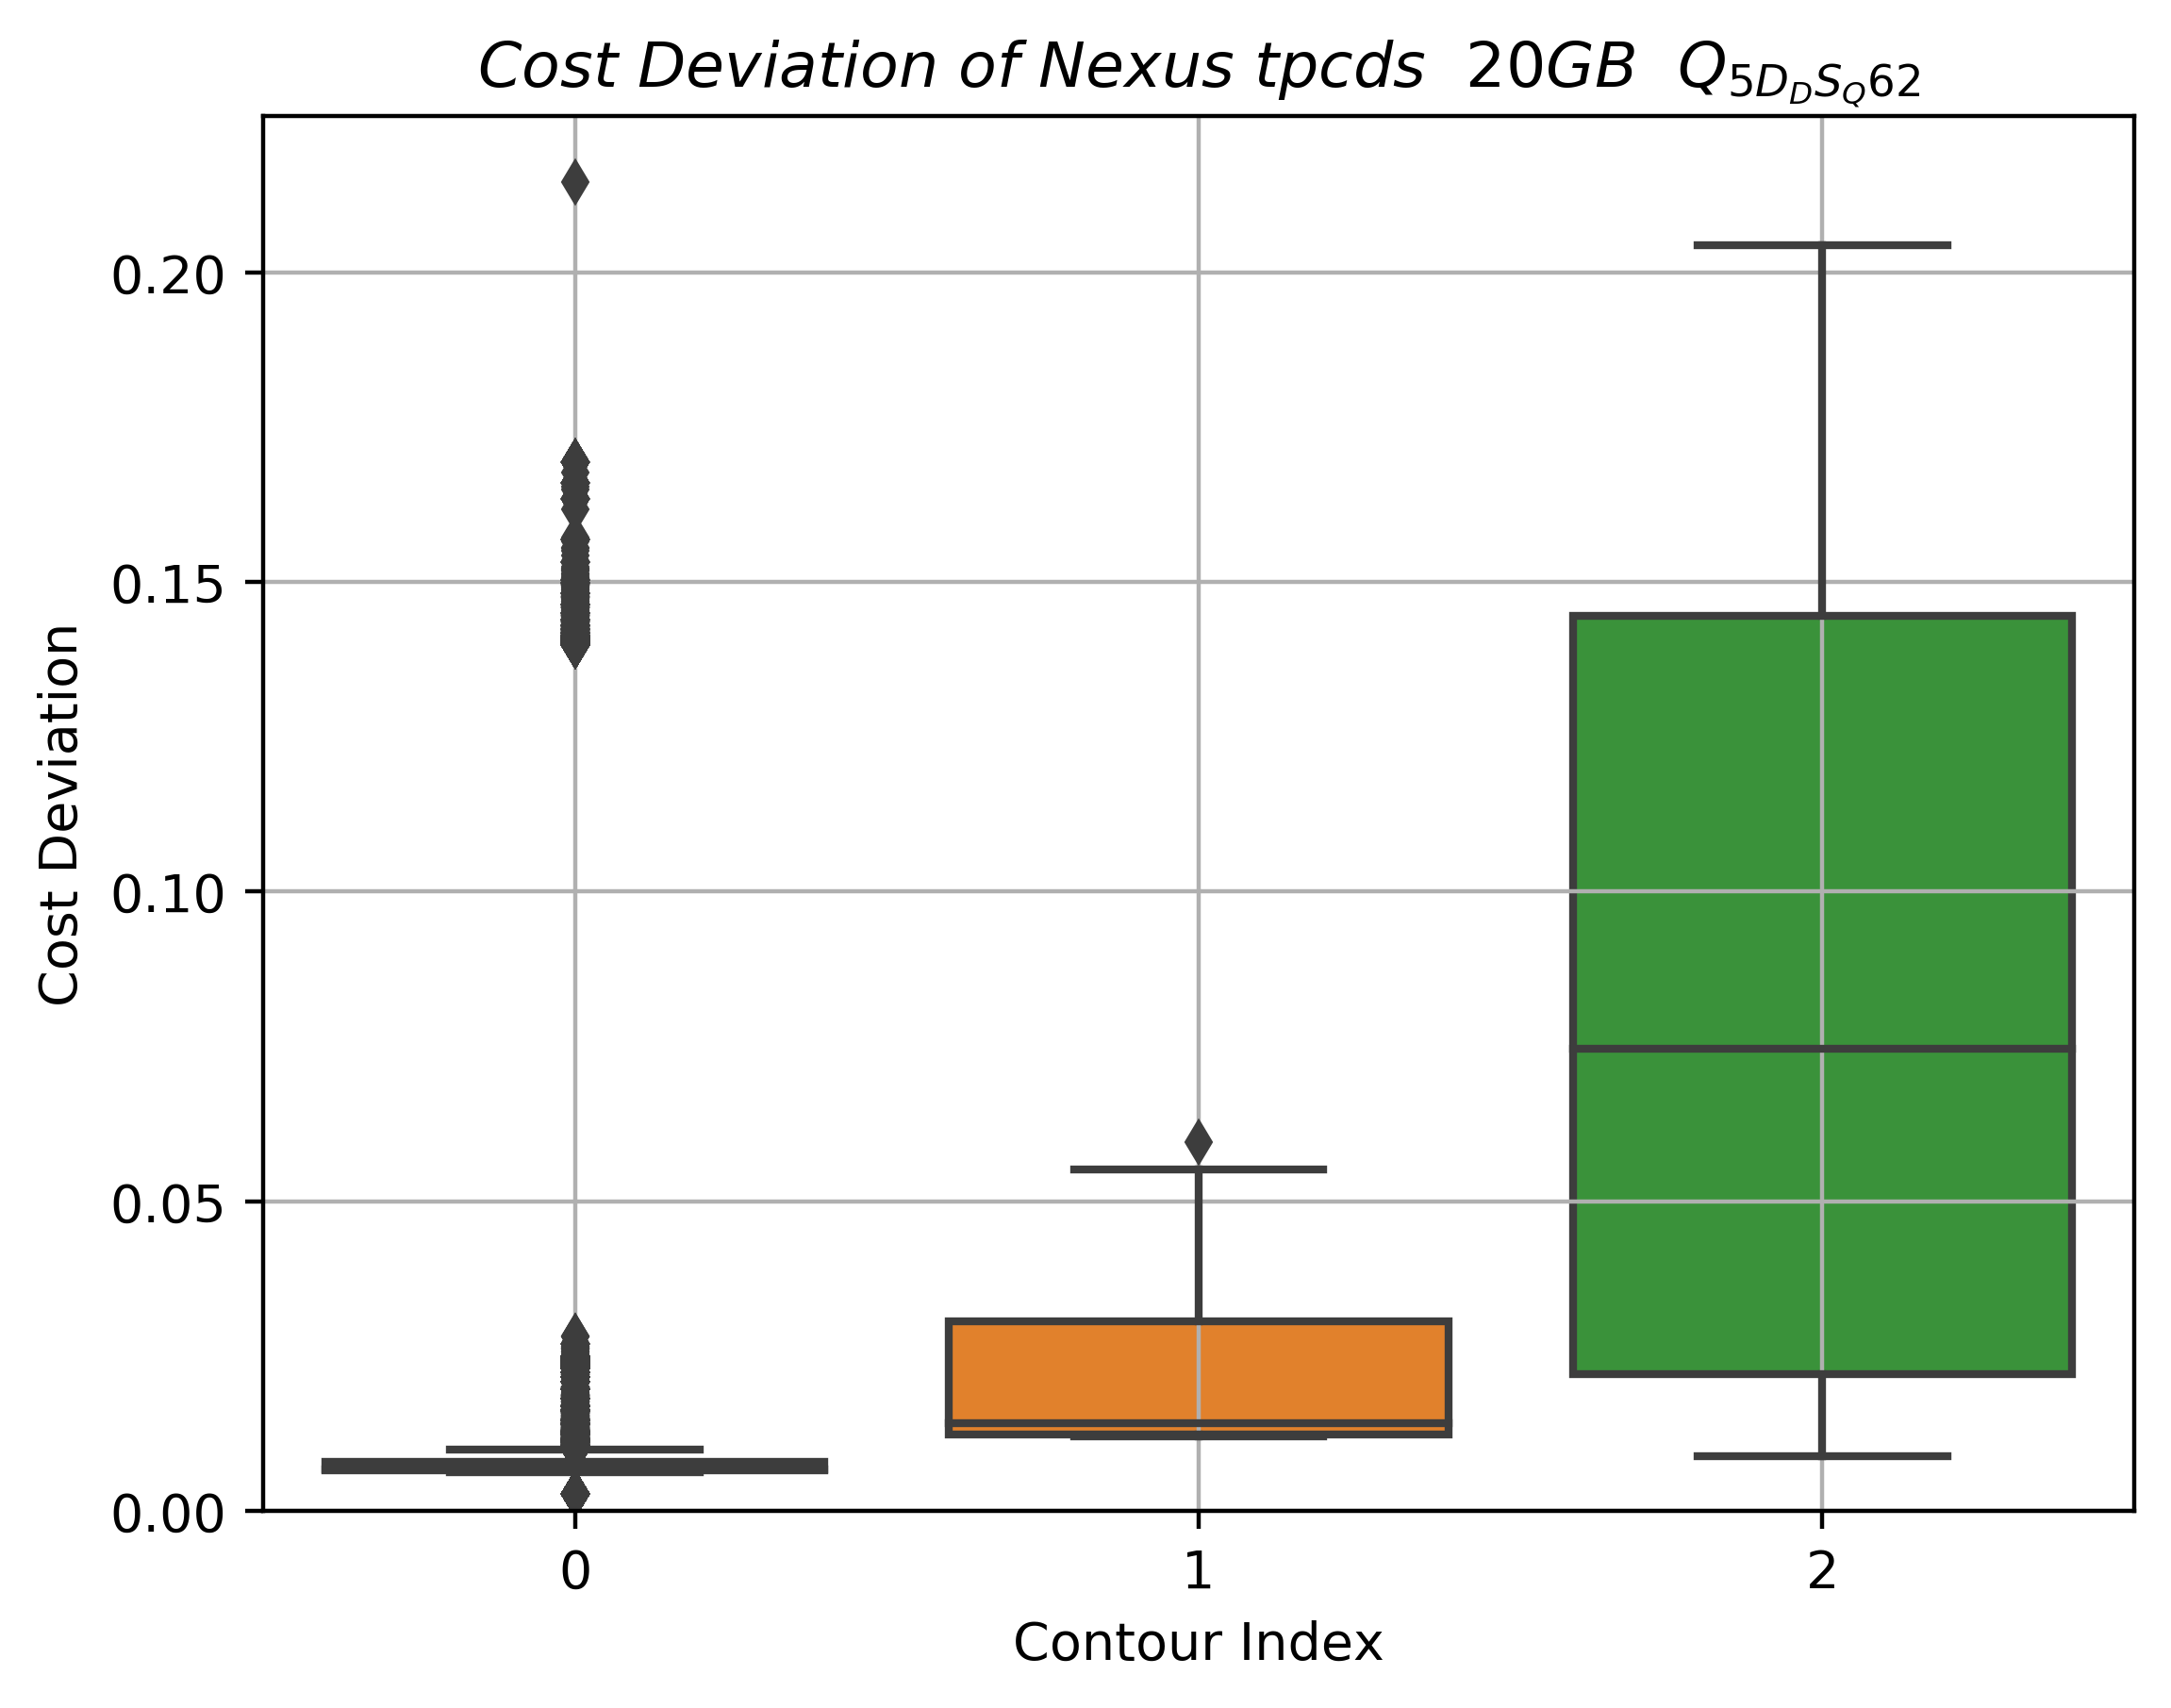 Cost Deviation of Nexus tpcds 20GB Q5DDSQ62
0.20
0.15
0.10
0.05
0.00
Cost Deviation
0 1 2
Contour Index